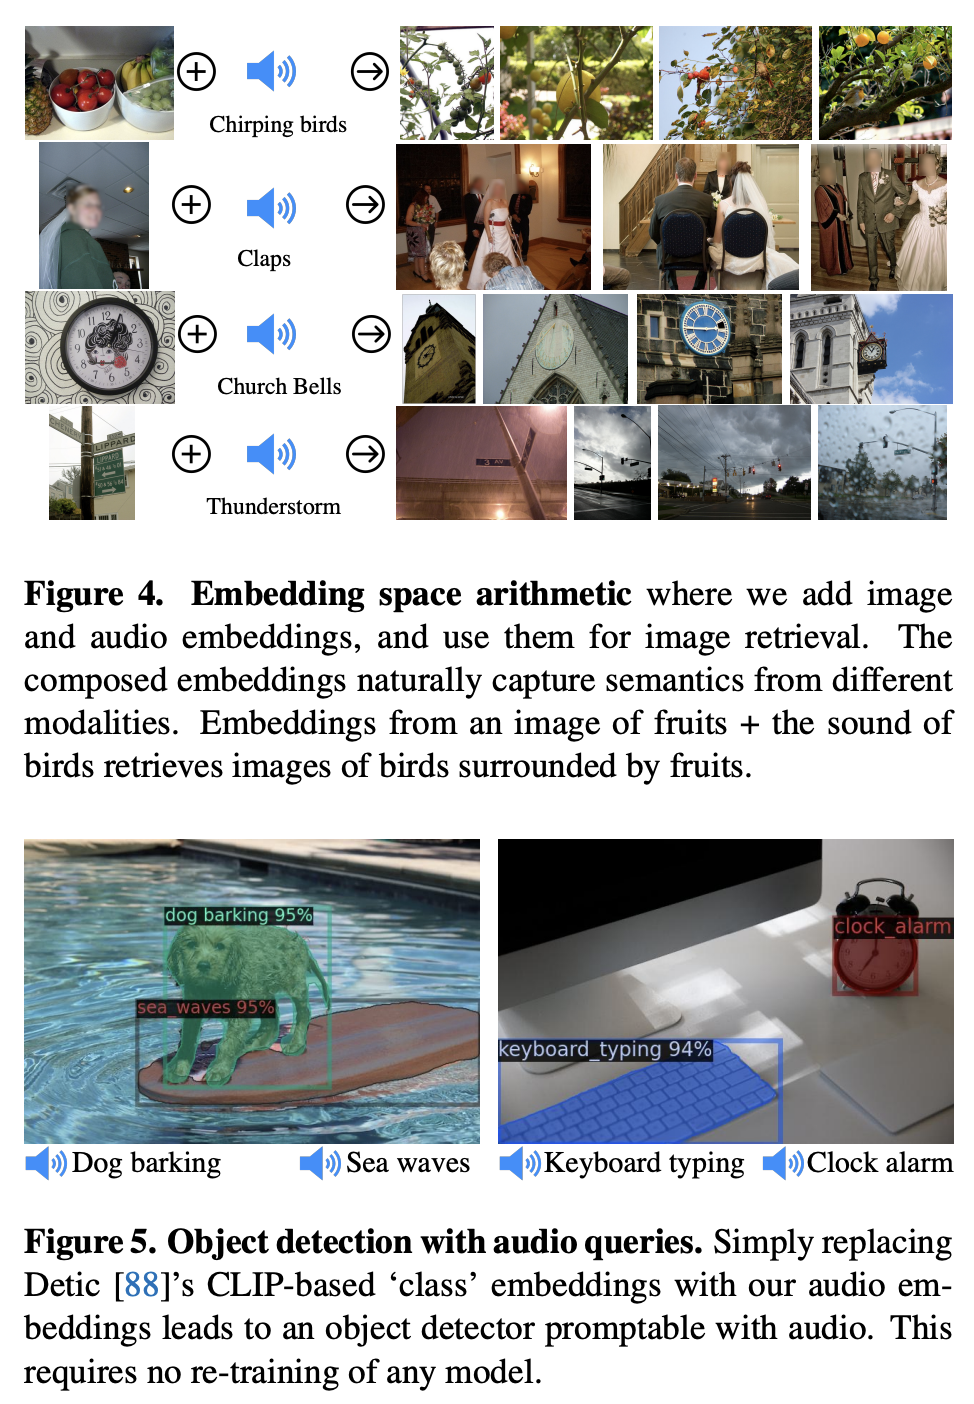 Chirping birds
Claps
Church Bells
LIPPARD
Thunderstorm
3 AV
Figure 4. Embedding space arithmetic where we add image
and audio embeddings, and use them for image retrieval. The
composed embeddings naturally capture semantics from different
modalities. Embeddings from an image of fruits + the sound of
birds retrieves images of birds surrounded by fruits.
dog barking 95%
sea_waves 95%
clock_alarm
keyboard_typing 94%
Dog barking Sea waves Keyboard typing Clock alarm
Figure 5. Object detection with audio queries. Simply replacing
Detic [88]'s CLIP-based 'class' embeddings with our audio em-
beddings leads to an object detector promptable with audio. This
requires no re-training of any model.